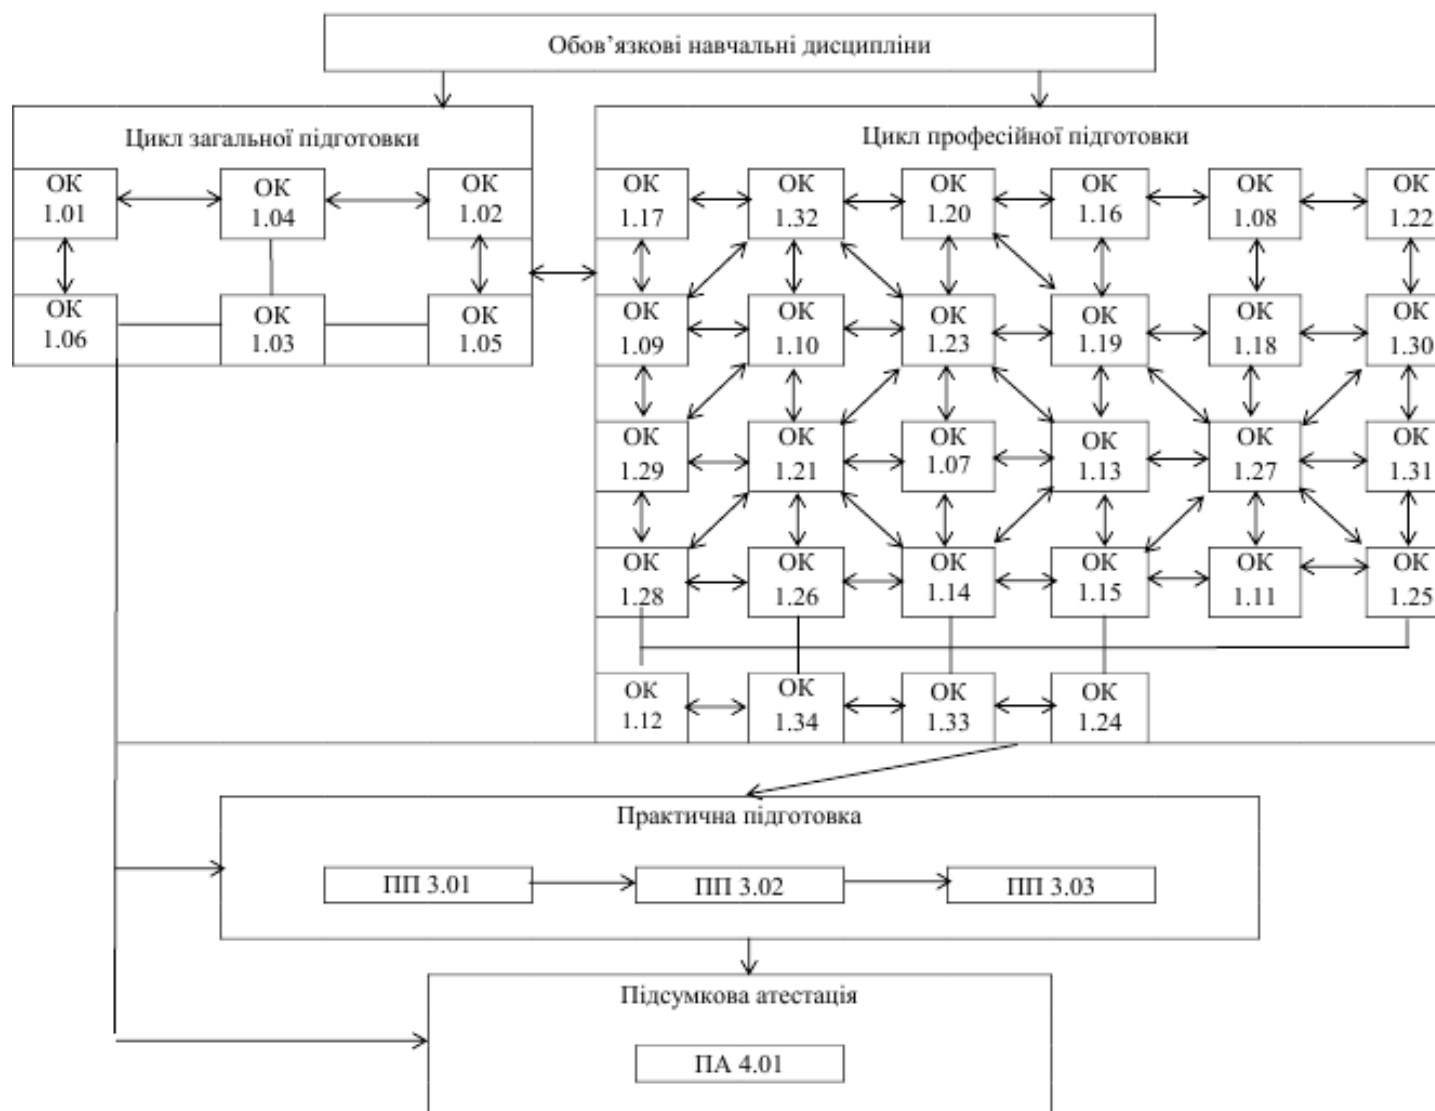 Обов’язкові навчальні дисципліни
Цикл загальної підготовки
ОК
1.01
ОК
1.04
ОК
1.02
ОК
1.06
ОК
1.03
ОК
1.05
Цикл професійної підготовки
ОК
1.17
ОК
1.32
ОК
1.20
ОК
1.16
ОК
1.08
ОК
1.22
ОК
1.09
ОК
1.10
ОК
1.23
ОК
1.19
ОК
1.18
ОК
1.30
ОК
1.29
ОК
1.21
ОК
1.07
ОК
1.13
ОК
1.27
ОК
1.31
ОК
1.28
ОК
1.26
ОК
1.14
ОК
1.15
ОК
1.11
ОК
1.25
ОК
1.12
ОК
1.34
ОК
1.33
ОК
1.24
Практична підготовка
ПП 3.01
ПП 3.02
ПП 3.03
Підсумкова атестація
ПА 4.01